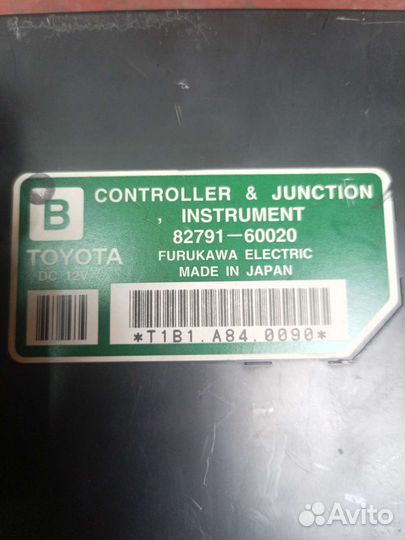 CONTROLLER & JUNCTION
, INSTRUMENT
82791-60020
FURUKAWA ELECTRIC
MADE IN JAPAN
B
TOYOTA
DC 12V
*T1B1.A84.0090*
Avito